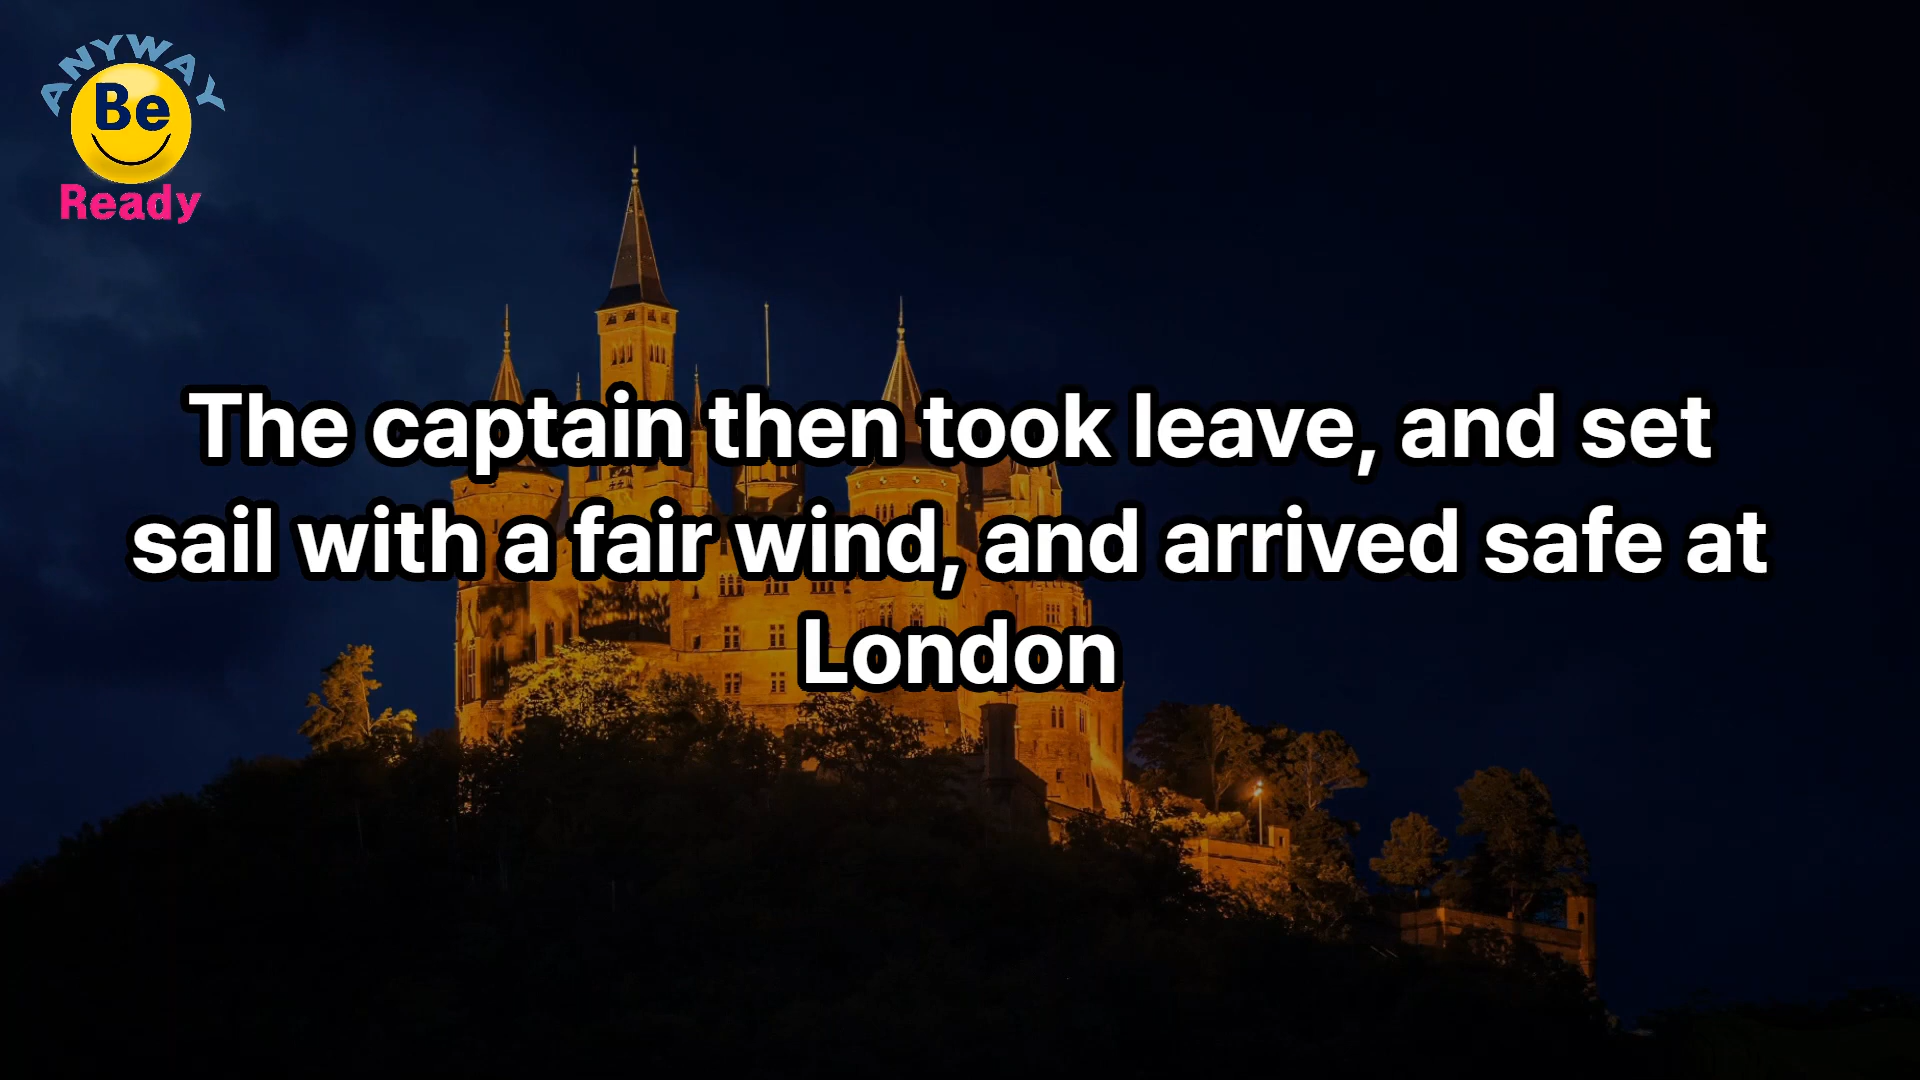 ANYWAY
Be
Ready
The captain then took leave, and set
sail with a fair wind, and arrived safe at
London